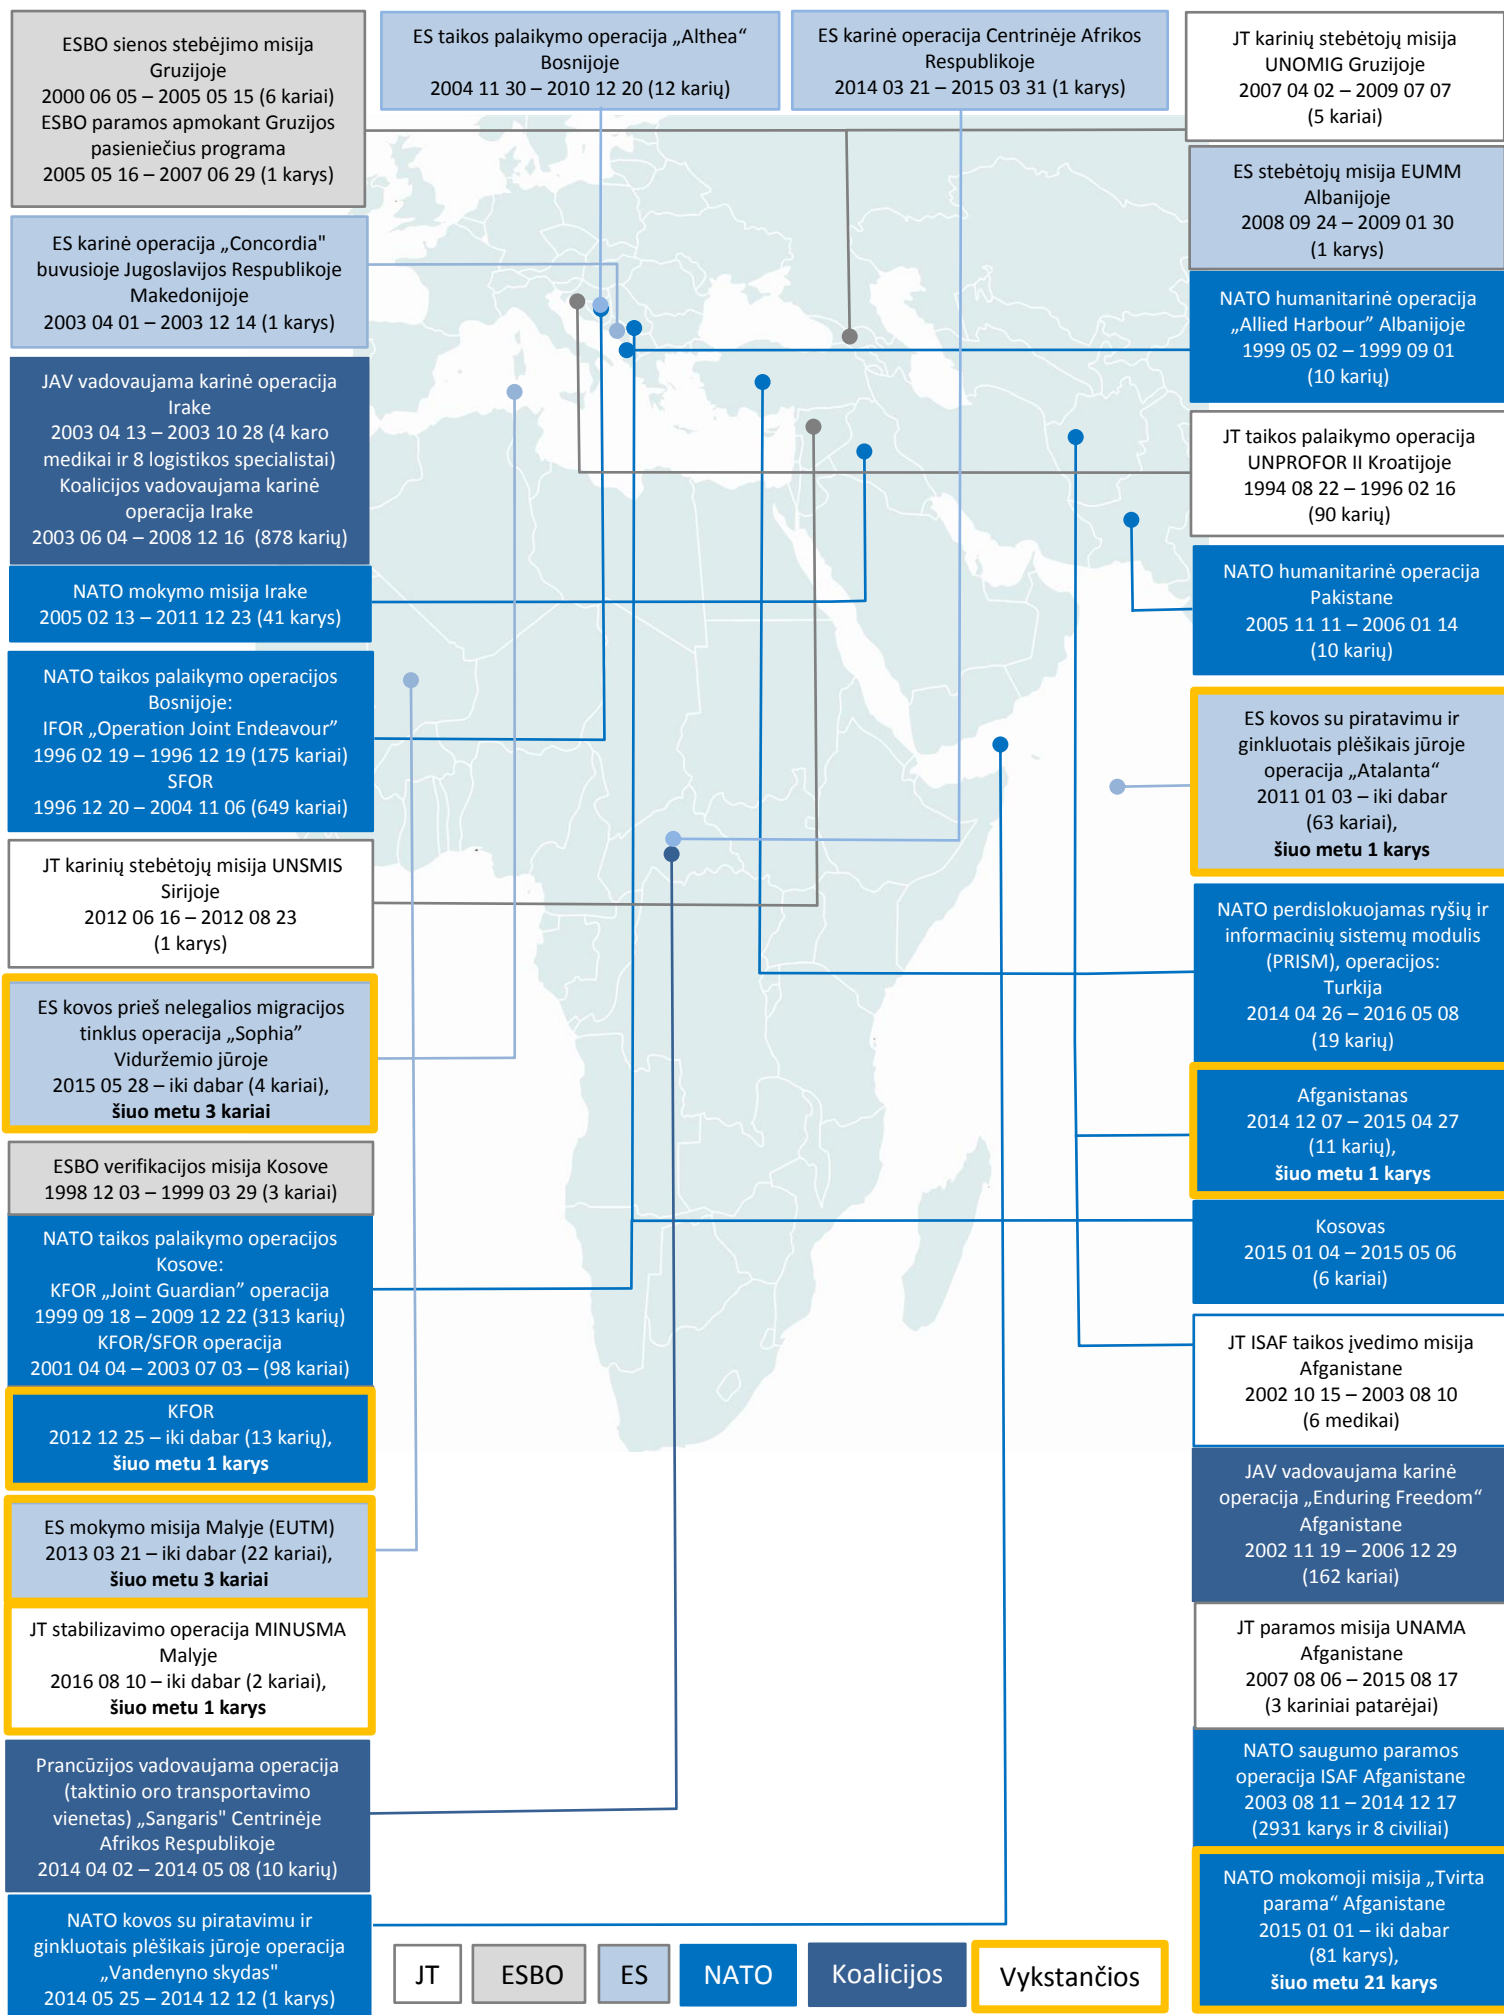 ESBO sienos stebėjimo misija
Gruzijoje
2000 06 05 – 2005 05 15 (6 kariai)
ESBO paramos apmokant Gruzijos
pasieniečius programa
2005 05 16 – 2007 06 29 (1 karys)
ES karinė operacija „Concordia"
buvusioje Jugoslavijos Respublikoje
Makedonijoje
2003 04 01 – 2003 12 14 (1 karys)
JAV vadovaujama karinė operacija
Irake
2003 04 13 – 2003 10 28 (4 karo
medikai ir 8 logistikos specialistai)
Koalicijos vadovaujama karinė
operacija Irake
2003 06 04 – 2008 12 16 (878 karių)
NATO mokymo misija Irake
2005 02 13 – 2011 12 23 (41 karys)
NATO taikos palaikymo operacijos
Bosnijoje:
IFOR „Operation Joint Endeavour”
1996 02 19 – 1996 12 19 (175 kariai)
SFOR
1996 12 20 – 2004 11 06 (649 kariai)
JT karinių stebėtojų misija UNSMIS
Sirijoje
2012 06 16 – 2012 08 23
(1 karys)
ES kovos prieš nelegalios migracijos
tinklus operacija „Sophia”
Viduržemio jūroje
2015 05 28 – iki dabar (4 kariai),
šiuo metu 3 kariai
ESBO verifikacijos misija Kosove
1998 12 03 – 1999 03 29 (3 kariai)
NATO taikos palaikymo operacijos
Kosove:
KFOR „Joint Guardian” operacija
1999 09 18 – 2009 12 22 (313 karių)
KFOR/SFOR operacija
2001 04 04 – 2003 07 03 – (98 kariai)
KFOR
2012 12 25 – iki dabar (13 karių),
šiuo metu 1 karys
ES mokymo misija Malyje (EUTM)
2013 03 21 – iki dabar (22 kariai),
šiuo metu 3 kariai
JT stabilizavimo operacija MINUSMA
Malyje
2016 08 10 – iki dabar (2 kariai),
šiuo metu 1 karys
Prancūzijos vadovaujama operacija
(taktinio oro transportavimo
vienetas) „Sangaris" Centrinėje
Afrikos Respublikoje
2014 04 02 – 2014 05 08 (10 karių)
NATO kovos su piratavimu ir
ginkluotais plėšikais jūroje operacija
„Vandenyno skydas"
2014 05 25 – 2014 12 12 (1 karys)
ES taikos palaikymo operacija „Althea“
Bosnijoje
2004 11 30 – 2010 12 20 (12 karių)
ES karinė operacija Centrinėje Afrikos
Respublikoje
2014 03 21 – 2015 03 31 (1 karys)
JT karinių stebėtojų misija
UNOMIG Gruzijoje
2007 04 02 – 2009 07 07
(5 kariai)
ES stebėtojų misija EUMM
Albanijoje
2008 09 24 – 2009 01 30
(1 karys)
NATO humanitarinė operacija
„Allied Harbour” Albanijoje
1999 05 02 – 1999 09 01
(10 karių)
JT taikos palaikymo operacija
UNPROFOR II Kroatijoje
1994 08 22 – 1996 02 16
(90 karių)
NATO humanitarinė operacija
Pakistane
2005 11 11 – 2006 01 14
(10 karių)
ES kovos su piratavimu ir
ginkluotais plėšikais jūroje
operacija „Atalanta“
2011 01 03 – iki dabar
(63 kariai),
šiuo metu 1 karys
NATO perdislokuojamas ryšių ir
informacinių sistemų modulis
(PRISM), operacijos:
Turkija
2014 04 26 – 2016 05 08
(19 karių)
Afganistanas
2014 12 07 – 2015 04 27
(11 karių),
šiuo metu 1 karys
Kosovas
2015 01 04 – 2015 05 06
(6 kariai)
JT ISAF taikos įvedimo misija
Afganistane
2002 10 15 – 2003 08 10
(6 medikai)
JAV vadovaujama karinė
operacija „Enduring Freedom“
Afganistane
2002 11 19 – 2006 12 29
(162 kariai)
JT paramos misija UNAMA
Afganistane
2007 08 06 – 2015 08 17
(3 kariniai patarėjai)
NATO saugumo paramos
operacija ISAF Afganistane
2003 08 11 – 2014 12 17
(2931 karys ir 8 civiliai)
NATO mokomoji misija „Tvirta
parama“ Afganistane
2015 01 01 – iki dabar
(81 karys),
šiuo metu 21 karys
JT
ESBO
ES
NATO
Koalicijos
Vykstančios